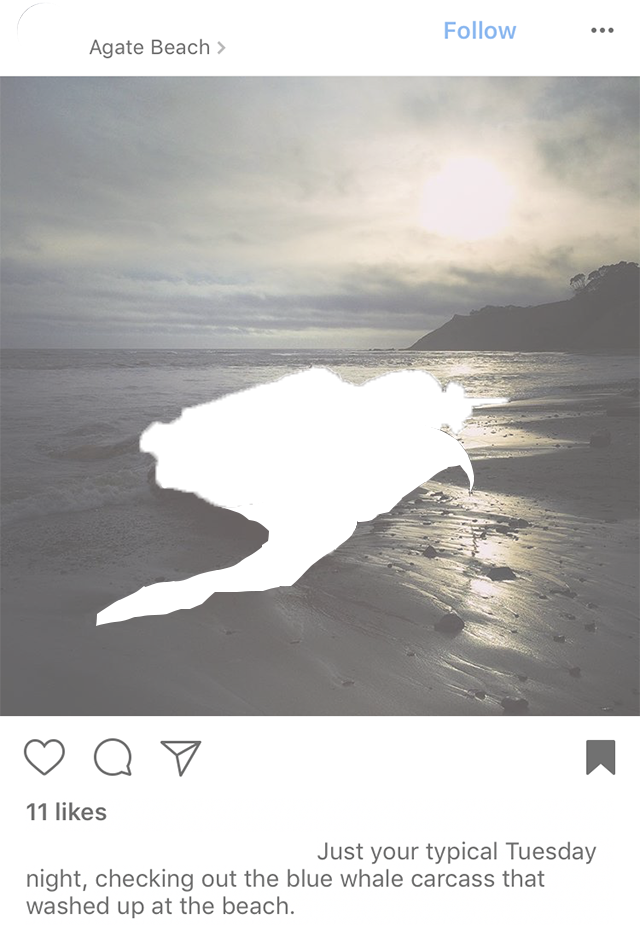 Agate Beach
Follow
11 likes
Just your typical Tuesday
night, checking out the blue whale carcass that
washed up at the beach.